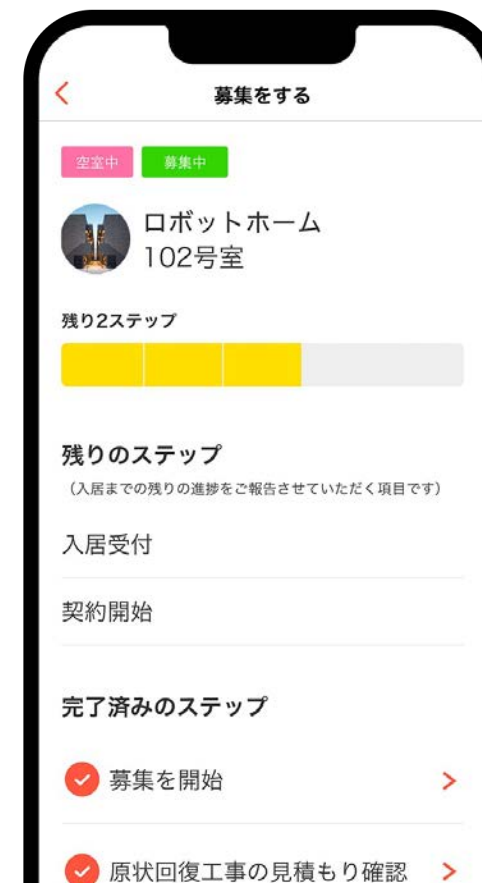 募集をする
空室中 募集中
ロボットホーム
102号室
残り2ステップ
残りのステップ
(入居までの残りの進捗をご報告させていただく項目です)
入居受付
契約開始
完了済みのステップ
募集を開始
原状回復工事の見積もり確認